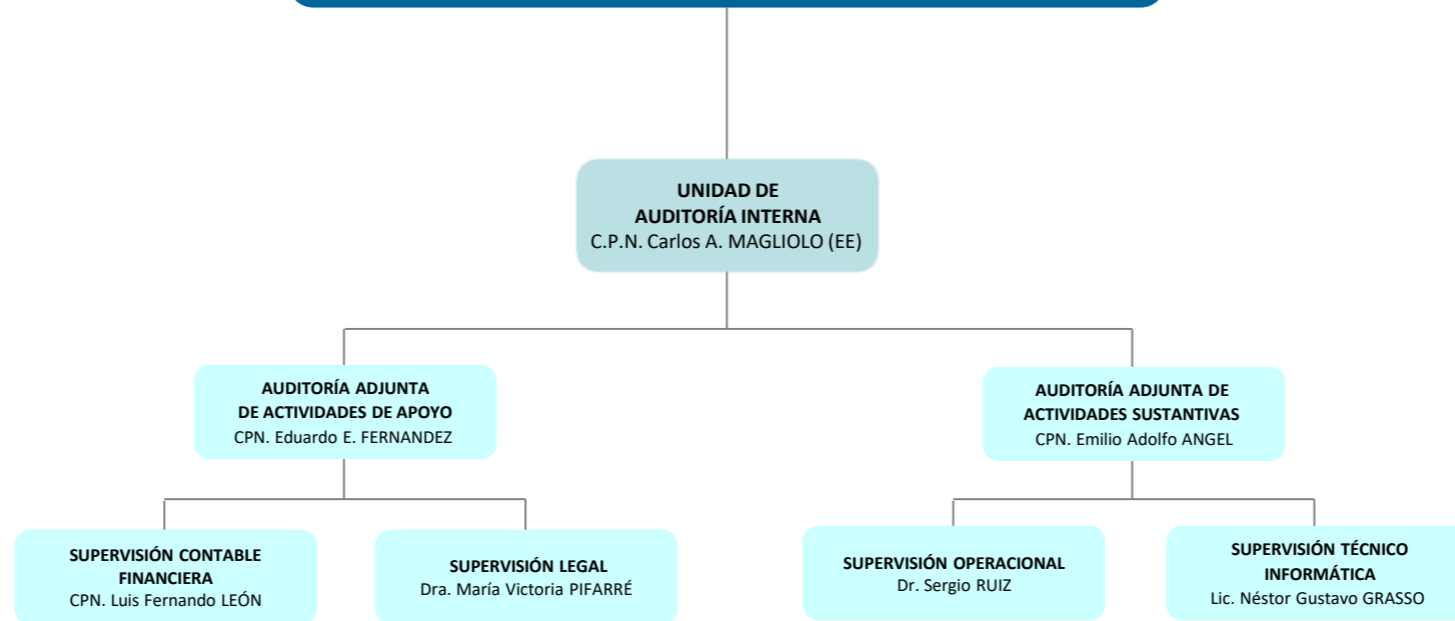 UNIDAD DE
AUDITORÍA INTERNA
C.P.N. Carlos A. MAGLIOLO (EE)
AUDITORÍA ADJUNTA
DE ACTIVIDADES DE APOYO
CPN. Eduardo E. FERNANDEZ
AUDITORÍA ADJUNTA DE
ACTIVIDADES SUSTANTIVAS
CPN. Emilio Adolfo ANGEL
SUPERVISIÓN CONTABLE
FINANCIERA
CPN. Luis Fernando LEÓN
SUPERVISIÓN LEGAL
Dra. María Victoria PIFARRÉ
SUPERVISIÓN OPERACIONAL
Dr. Sergio RUIZ
SUPERVISIÓN TÉCNICO
INFORMÁTICA
Lic. Néstor Gustavo GRASSO